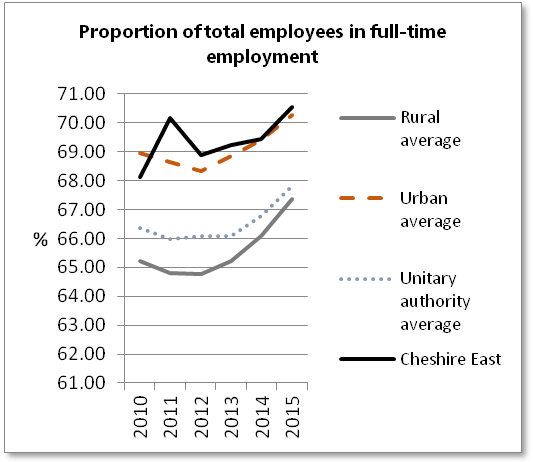 Proportion of total employees in full-time
employment
71.00
70.00
69.00
68.00
67.00
66.00
65.00
64.00
63.00
62.00
61.00
%
2010
2011
2012
2013
2014
2015
Rural
average
Urban
average
Unitary
authority
average
Cheshire East